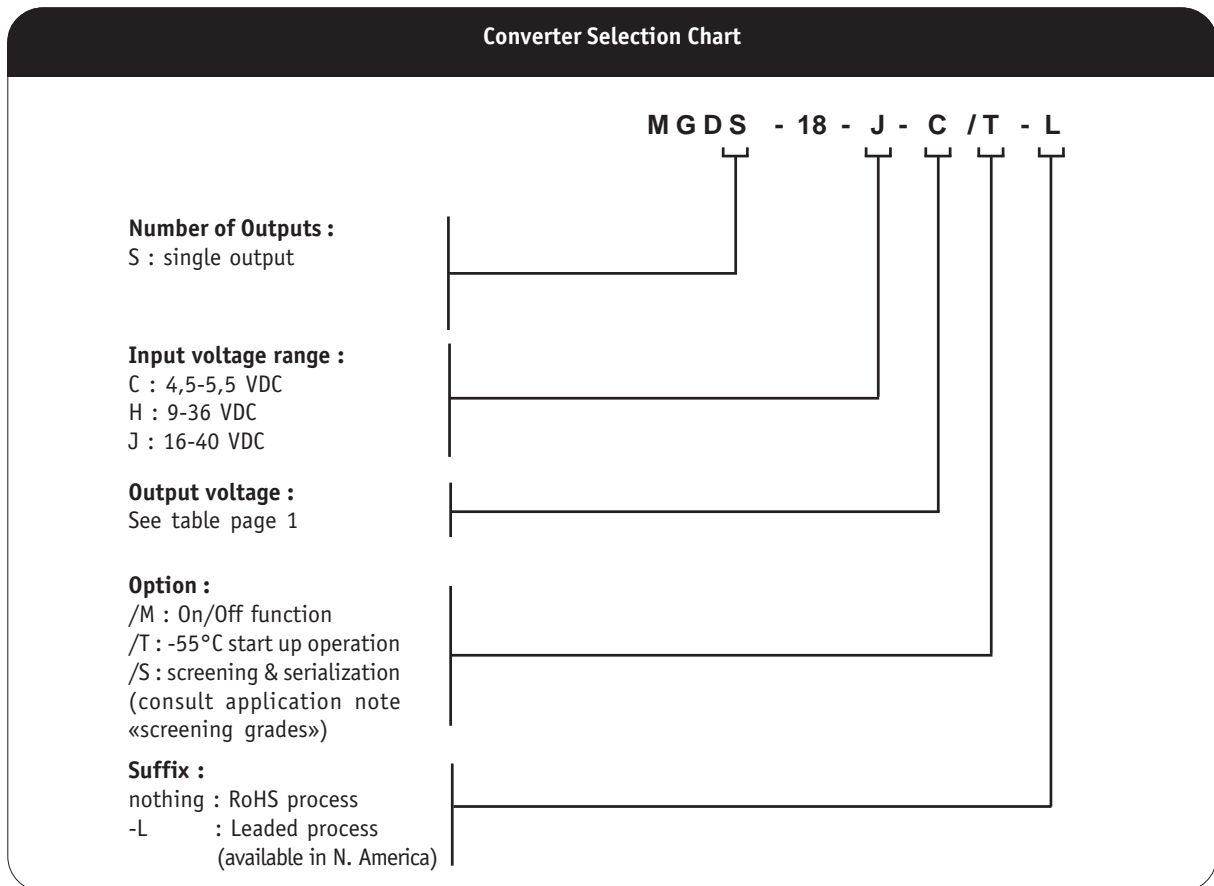 Converter Selection Chart
MGDS - 18 - J - C /T - L
Number of Outputs :
S : single output
Input voltage range :
C : 4,5-5,5 VDC
H : 9-36 VDC
J : 16-40 VDC
Output voltage :
See table page 1
Option :
/M : On/Off function
/T : -55°C start up operation
/S : screening & serialization
(consult application note
«screening grades»)
Suffix :
nothing : RoHS process
-L : Leaded process
(available in N. America)